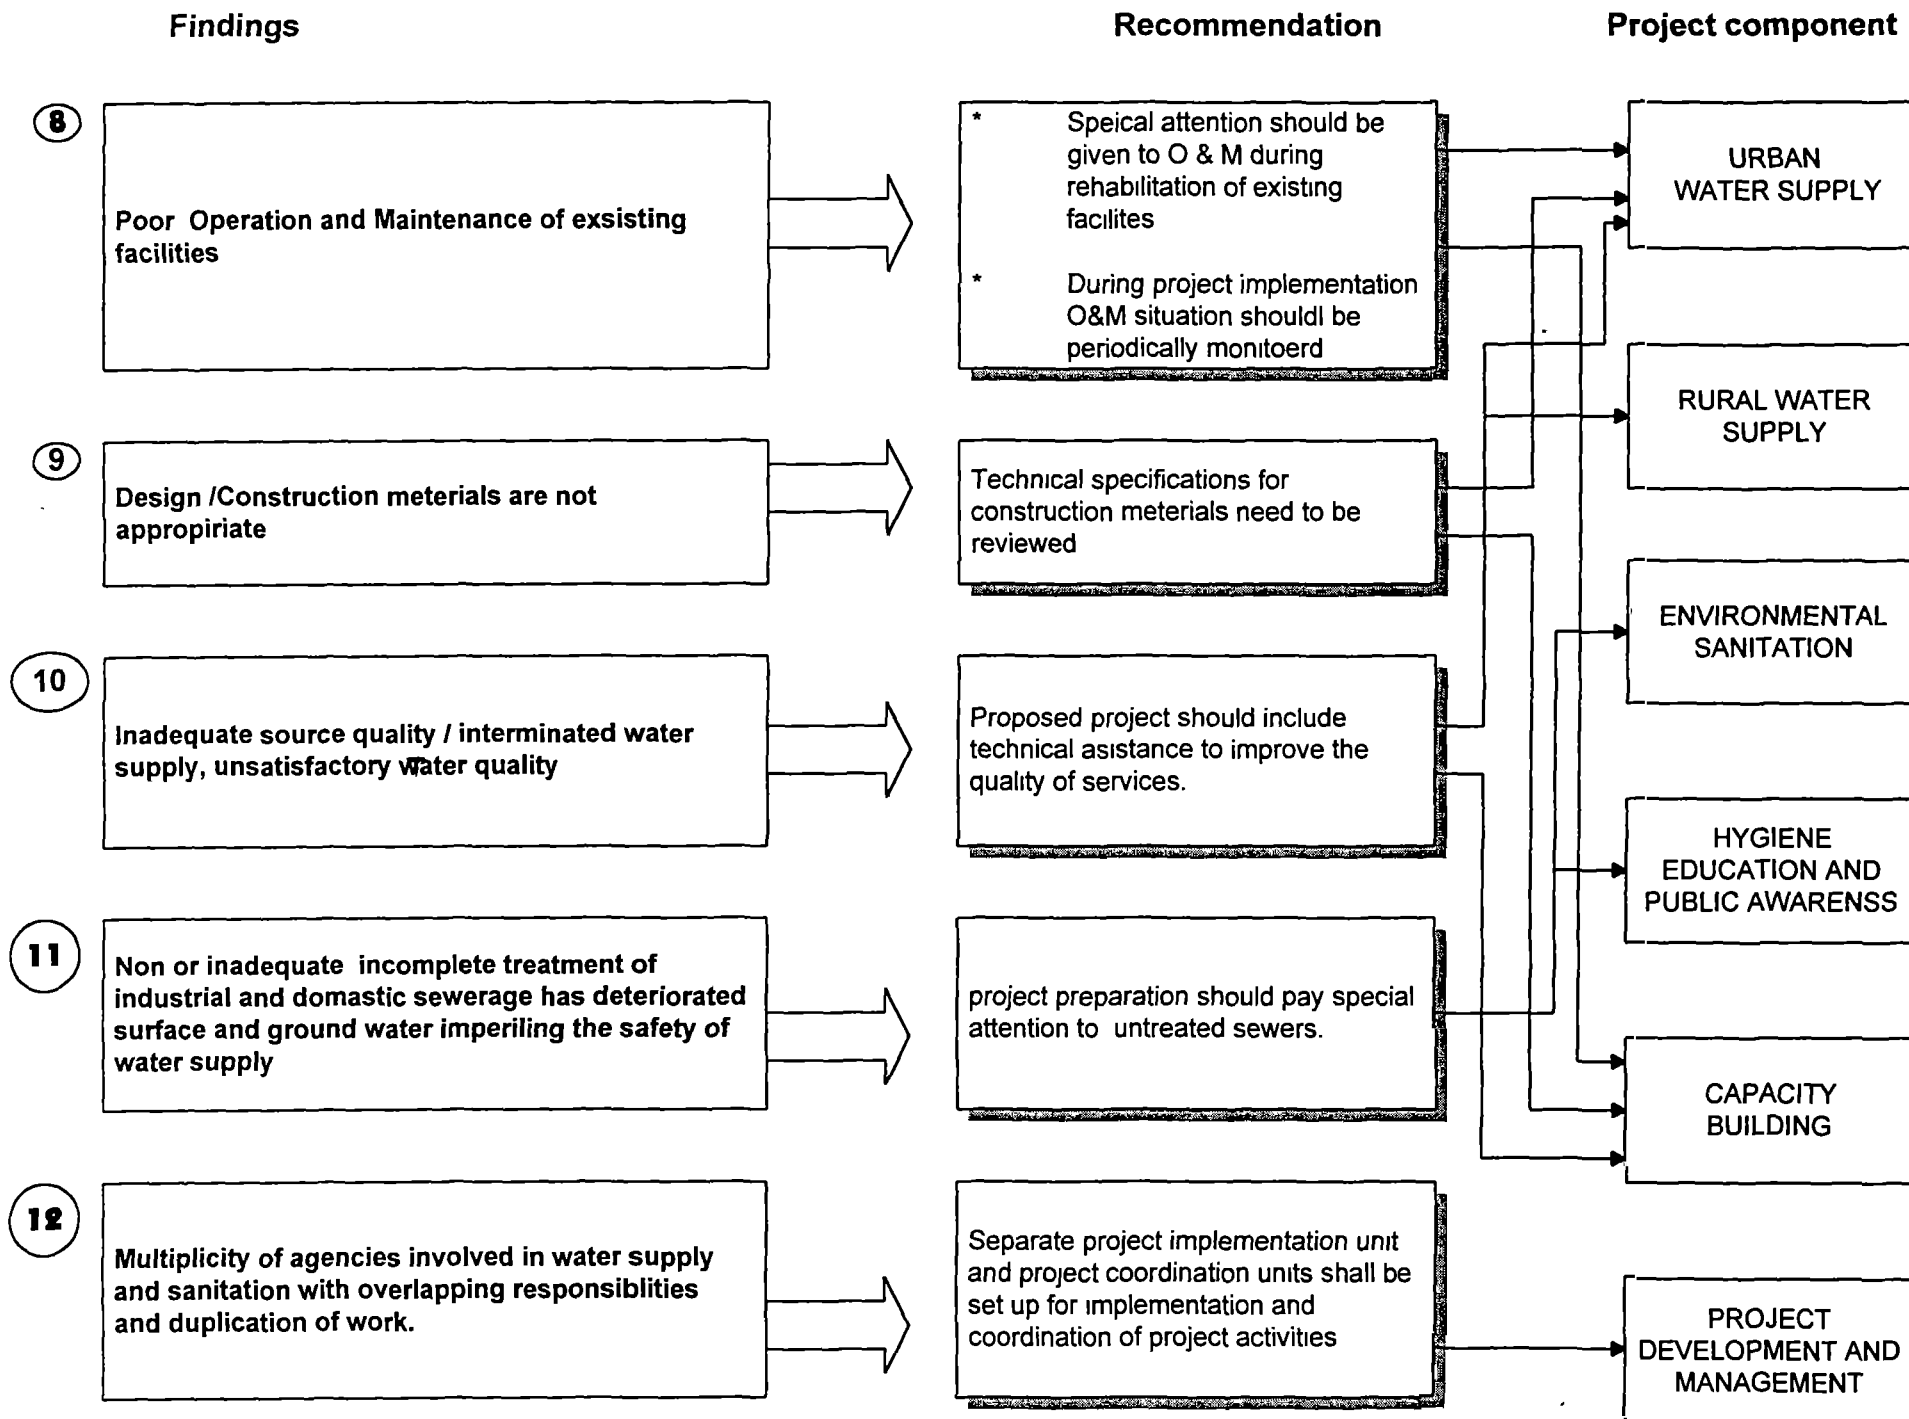 Findings
Recommendation
Project component
8
Poor Operation and Maintenance of exsisting
facilities
* Speical attention should be
given to O & M during
rehabilitation of existing
facilites
* During project implementation
O&M situation shouldl be
periodically monitoerd
URBAN
WATER SUPPLY
RURAL WATER
SUPPLY
9
Design /Construction meterials are not
appropiriate
Technical specifications for
construction meterials need to be
reviewed
ENVIRONMENTAL
SANITATION
10
Inadequate source quality / interminated water
supply, unsatisfactory water quality
Proposed project should include
technical asistance to improve the
quality of services.
HYGIENE
EDUCATION AND
PUBLIC AWARENSS
11
Non or inadequate incomplete treatment of
industrial and domastic sewerage has deteriorated
surface and ground water imperiling the safety of
water supply
project preparation should pay special
attention to untreated sewers.
CAPACITY
BUILDING
12
Multiplicity of agencies involved in water supply
and sanitation with overlapping responsiblities
and duplication of work.
Separate project implementation unit
and project coordination units shall be
set up for implementation and
coordination of project activities
PROJECT
DEVELOPMENT AND
MANAGEMENT